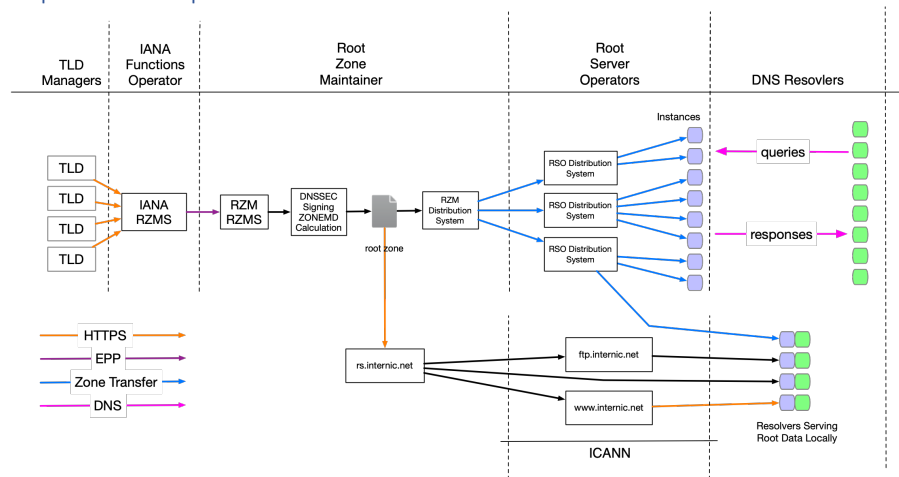 TLD
Managers
IANA
Functions
Operator
Root
Zone
Maintainer
Root
Server
Operators
DNS Resovlers
Instances
TLD
TLD
TLD
TLD
IANA
RZMS
RZM
RZMS
DNSSEC
Signing
ZONEMD
Calculation
root zone
RZM
Distribution
System
RSO Distribution
System
RSO Distribution
System
RSO Distribution
System
queries
responses
HTTPS
EPP
Zone Transfer
DNS
rs.internic.net
ftp.internic.net
www.internic.net
Resolvers Serving
Root Data Locally
ICANN